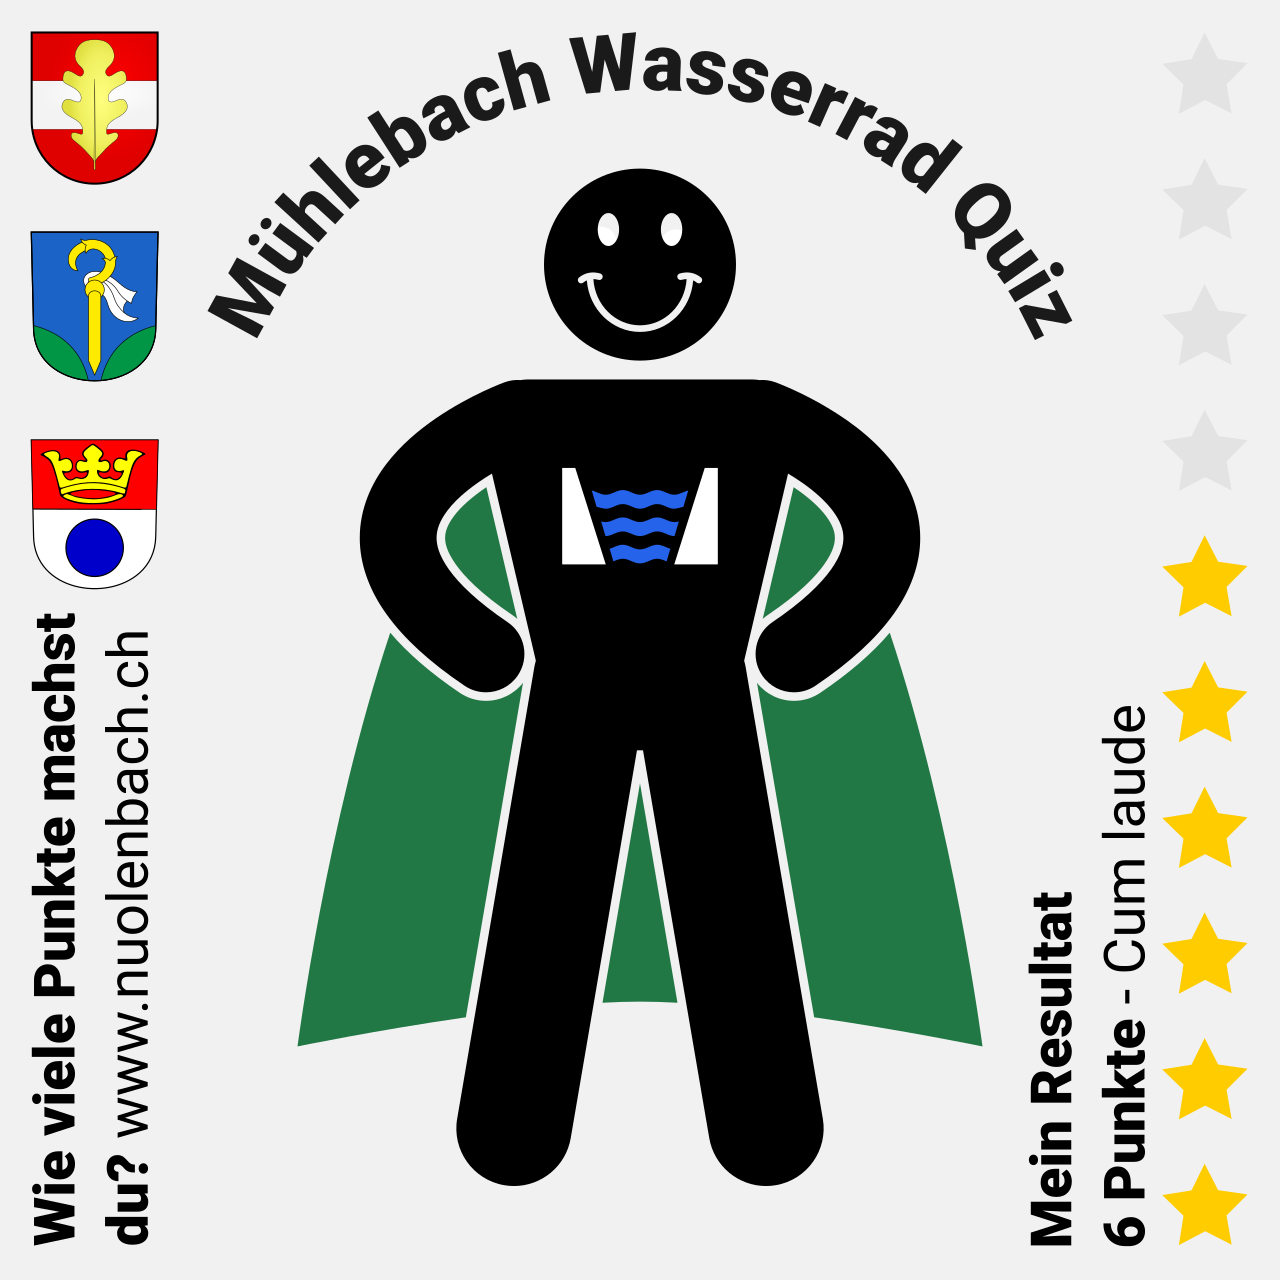 Mühlebach Wasserrad Quiz
Wie viele Punkte machst
du? www.nuolenbach.ch
Mein Resultat
6 Punkte - Cum laude